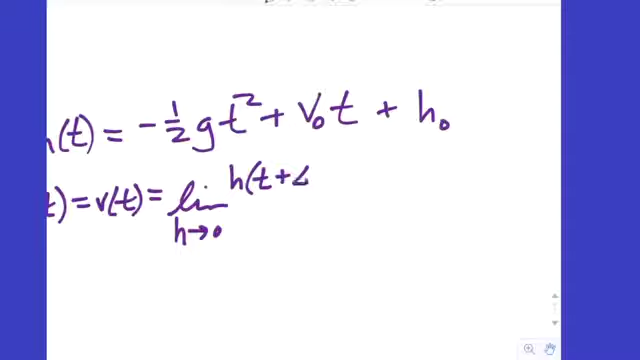 h(t) = -½gt² + v₀t + h₀
t) = v(t) = lim h→0 h(t+